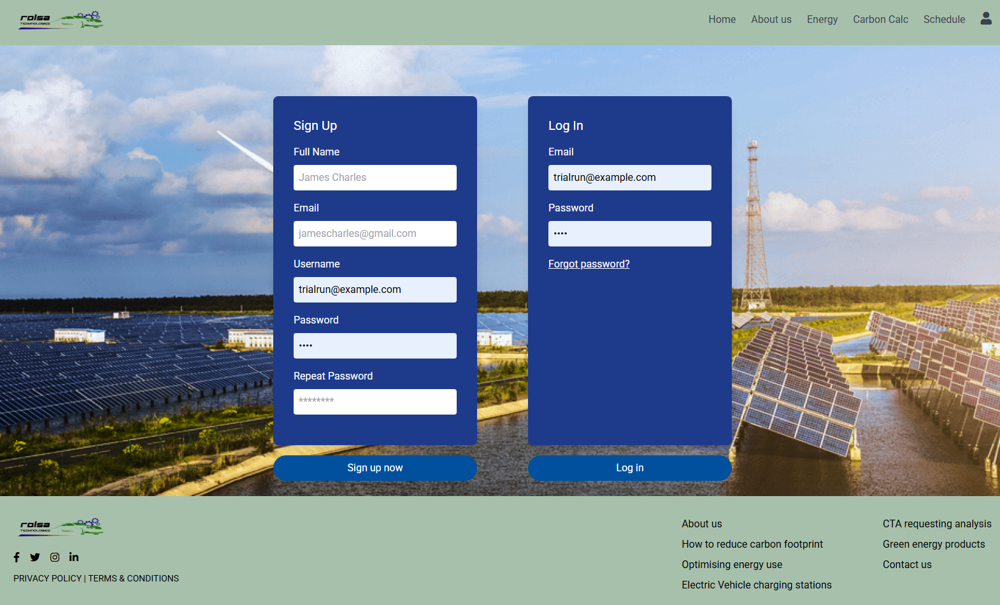 rolsa
TECHNOLOGIES
Home
About us
Energy
Carbon Calc
Schedule
Sign Up
Full Name
James Charles
Email
jamescharles@gmail.com
Username
trialrun@example.com
Password
••••
Repeat Password
********
Sign up now
Log In
Email
trialrun@example.com
Password
••••
Forgot password?
Log in
rolsa
TECHNOLOGIES
PRIVACY POLICY | TERMS & CONDITIONS
About us
How to reduce carbon footprint
Optimising energy use
Electric Vehicle charging stations
CTA requesting analysis
Green energy products
Contact us